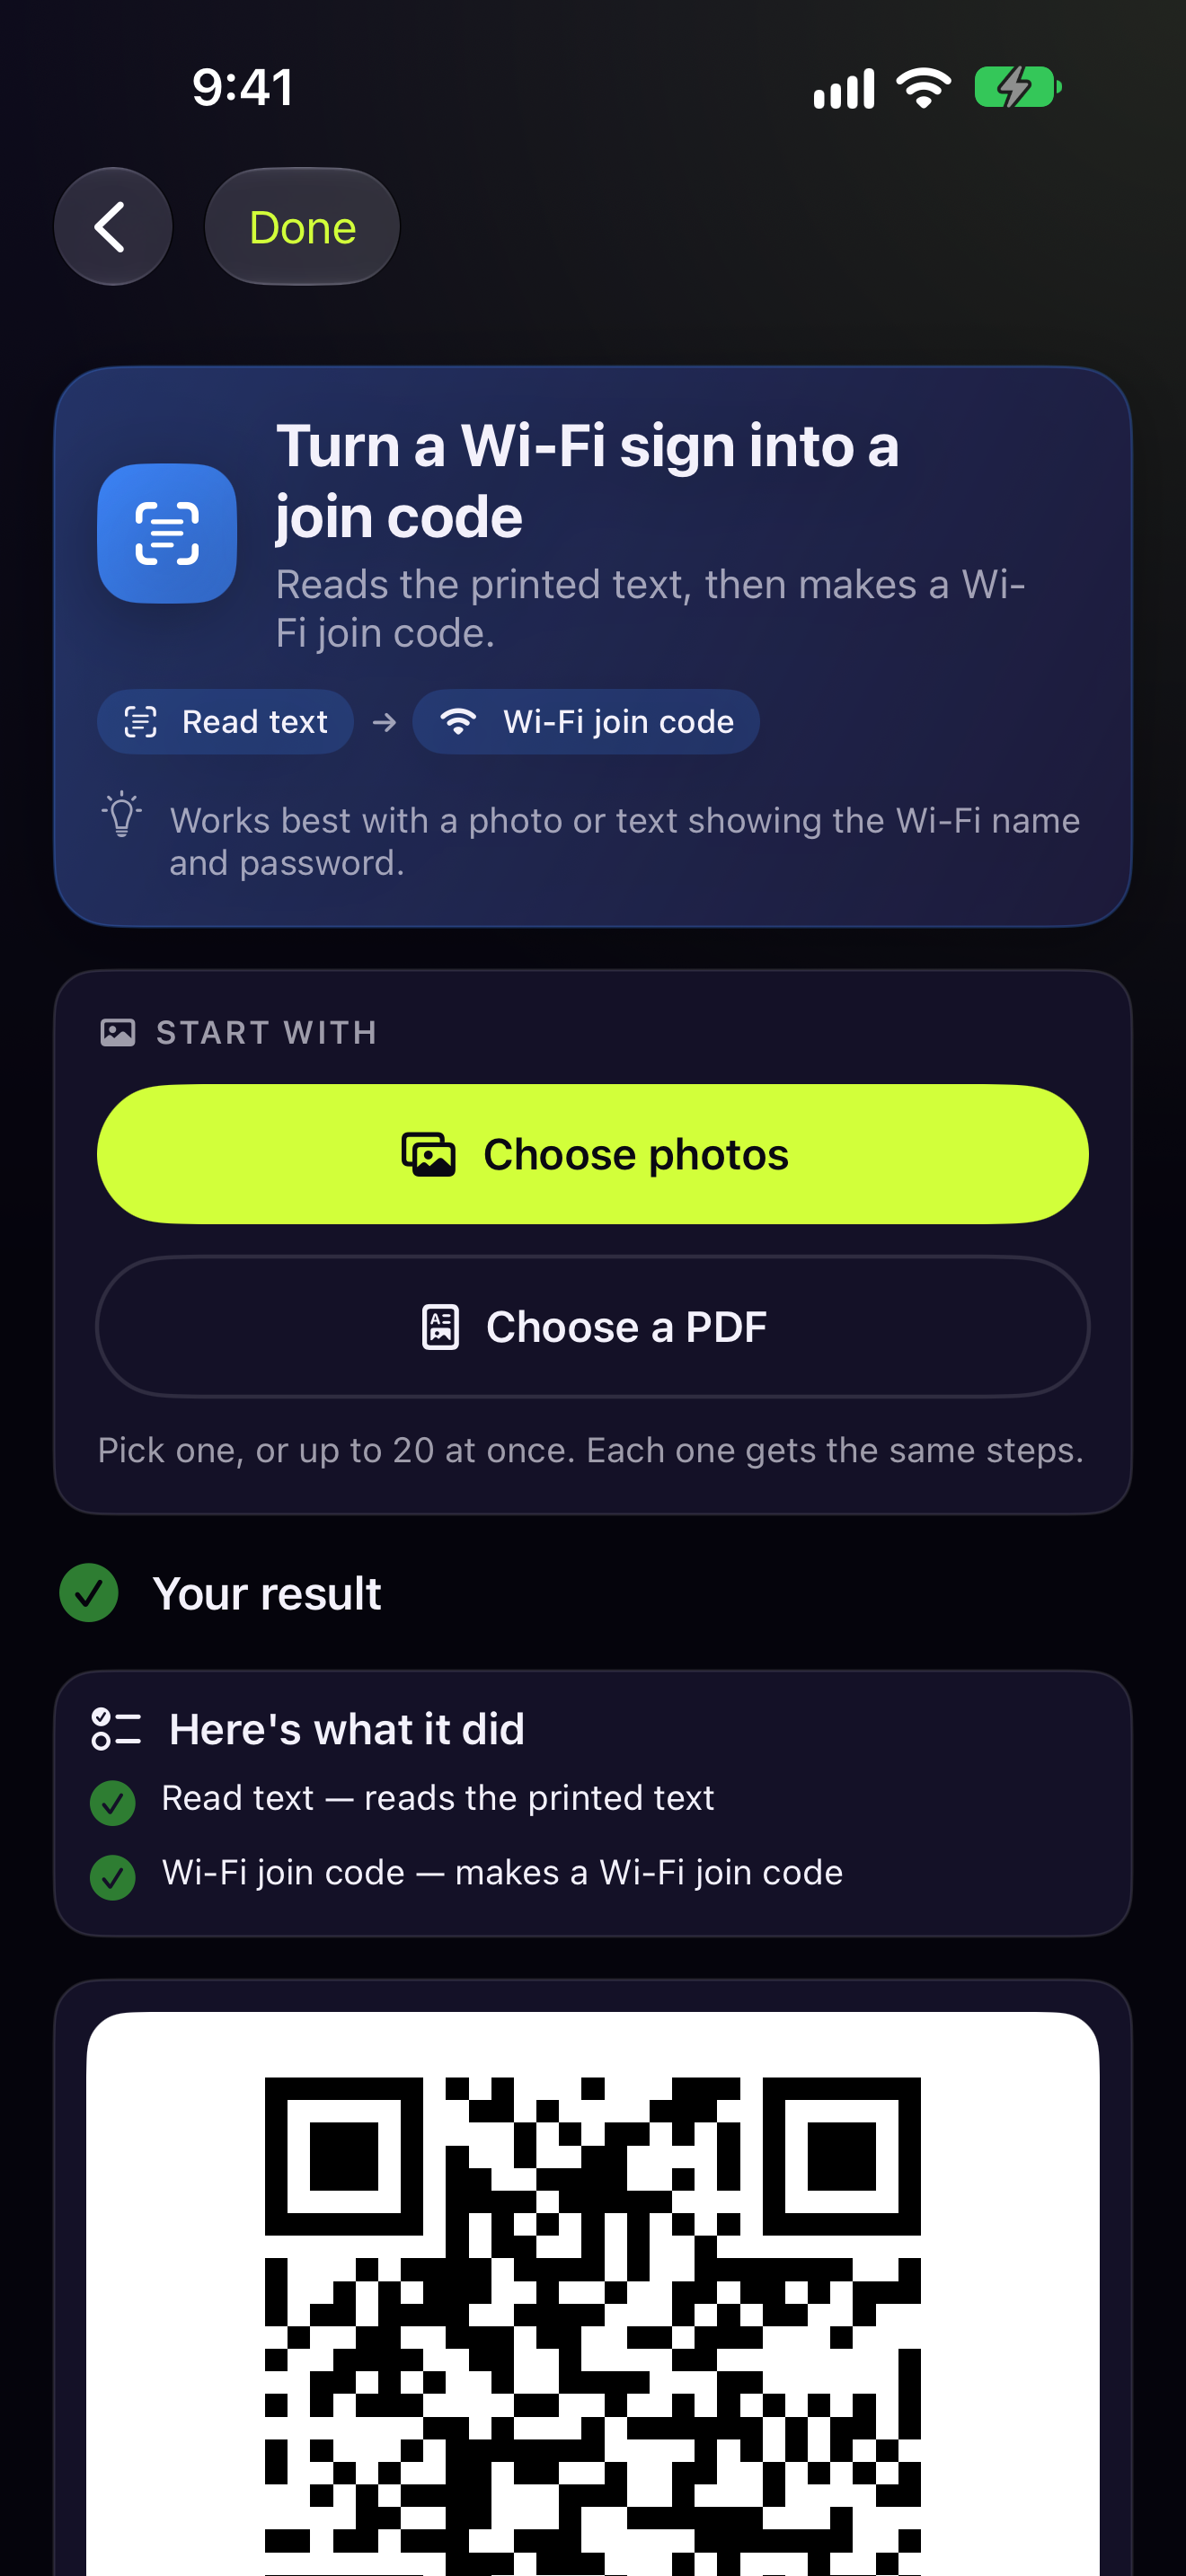 9:41
Done
Turn a Wi-Fi sign into a
join code
Reads the printed text, then makes a Wi-
Fi join code.
Read text → Wi-Fi join code
Works best with a photo or text showing the Wi-Fi name
and password.
START WITH
Choose photos
Choose a PDF
Pick one, or up to 20 at once. Each one gets the same steps.
Your result
Here's what it did
Read text — reads the printed text
Wi-Fi join code — makes a Wi-Fi join code